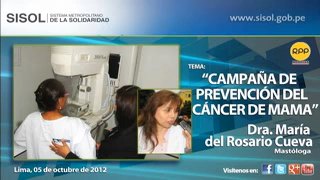 SISOL
SISTEMA METROPOLITANO
DE LA SOLIDARIDAD
www.sisol.gob.pe
RPP
TEMA:
“CAMPAÑA DE
PREVENCIÓN DEL
CÁNCER DE MAMA”
Dra. María
del Rosario Cueva
Mastóloga
Lima, 05 de octubre de 2012
Visítenos en: